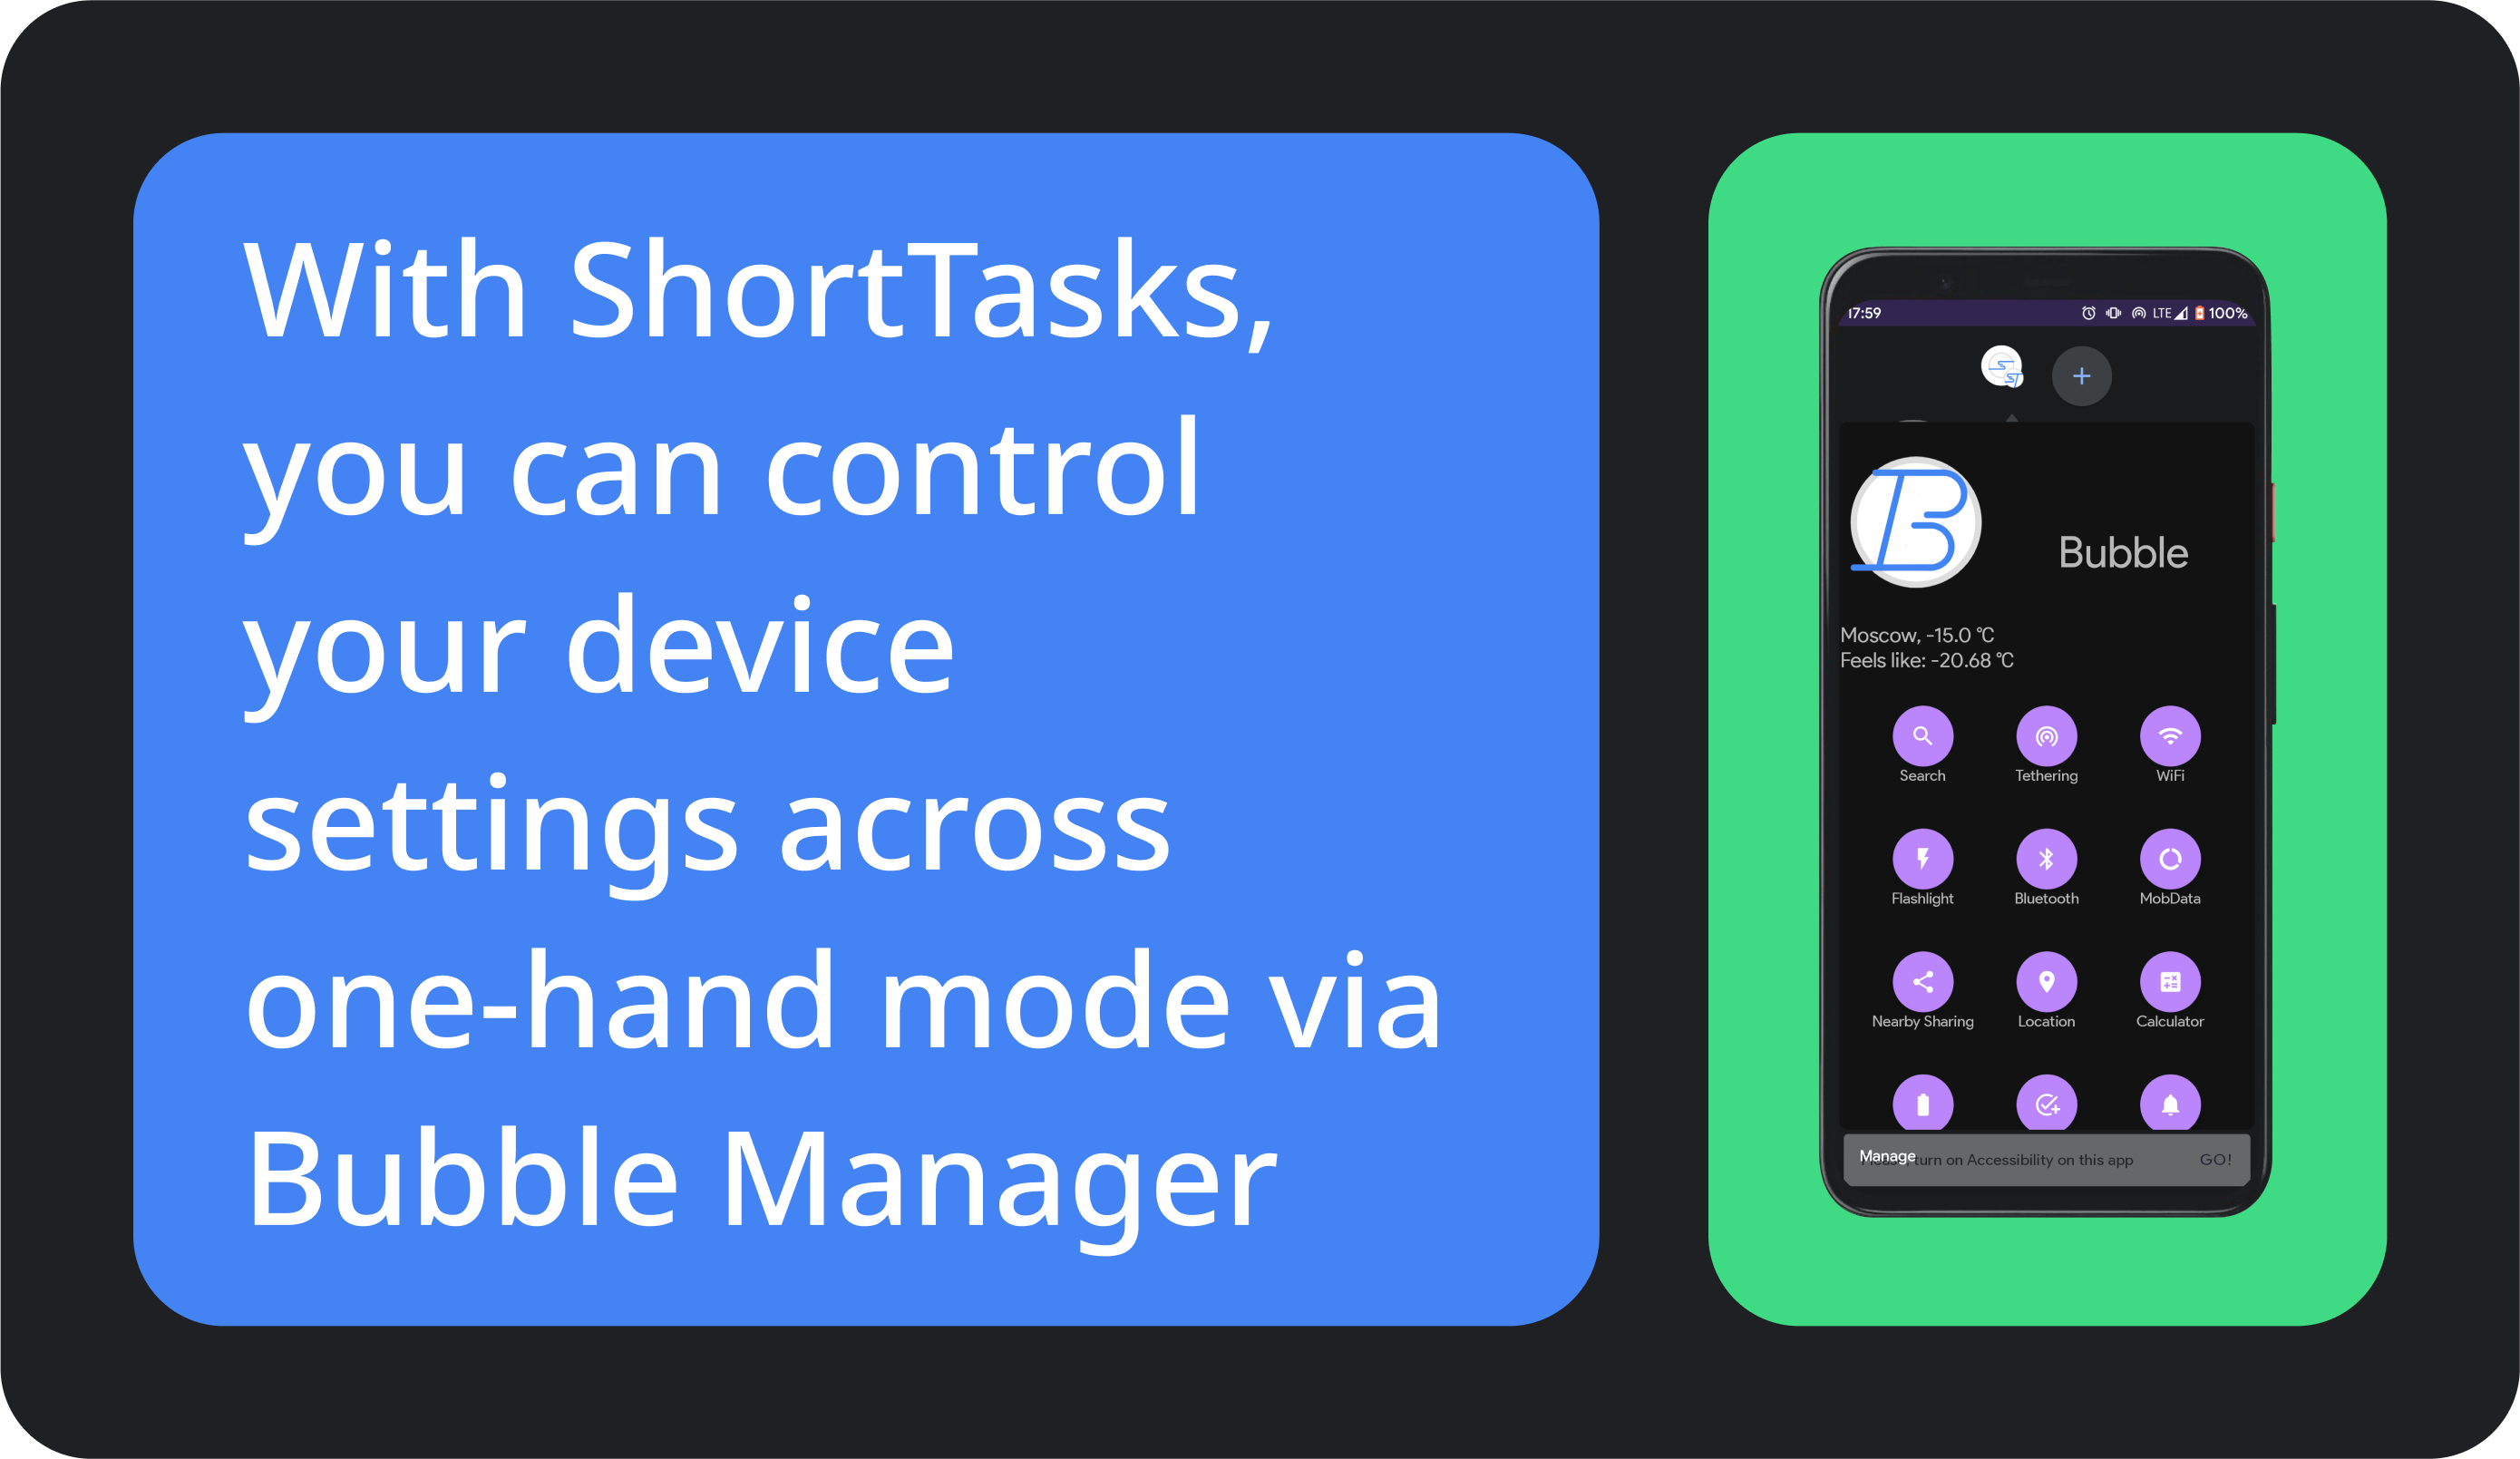 With ShortTasks,
you can control
your device
settings across
one-hand mode via
Bubble Manager
17:59 LTE 100%
B Bubble
Moscow, -15.0 °C
Feels like: -20.68 °C
Search Tethering WiFi
Flashlight Bluetooth MobData
Nearby Sharing Location Calculator
Manage turn on Accessibility on this app GO!